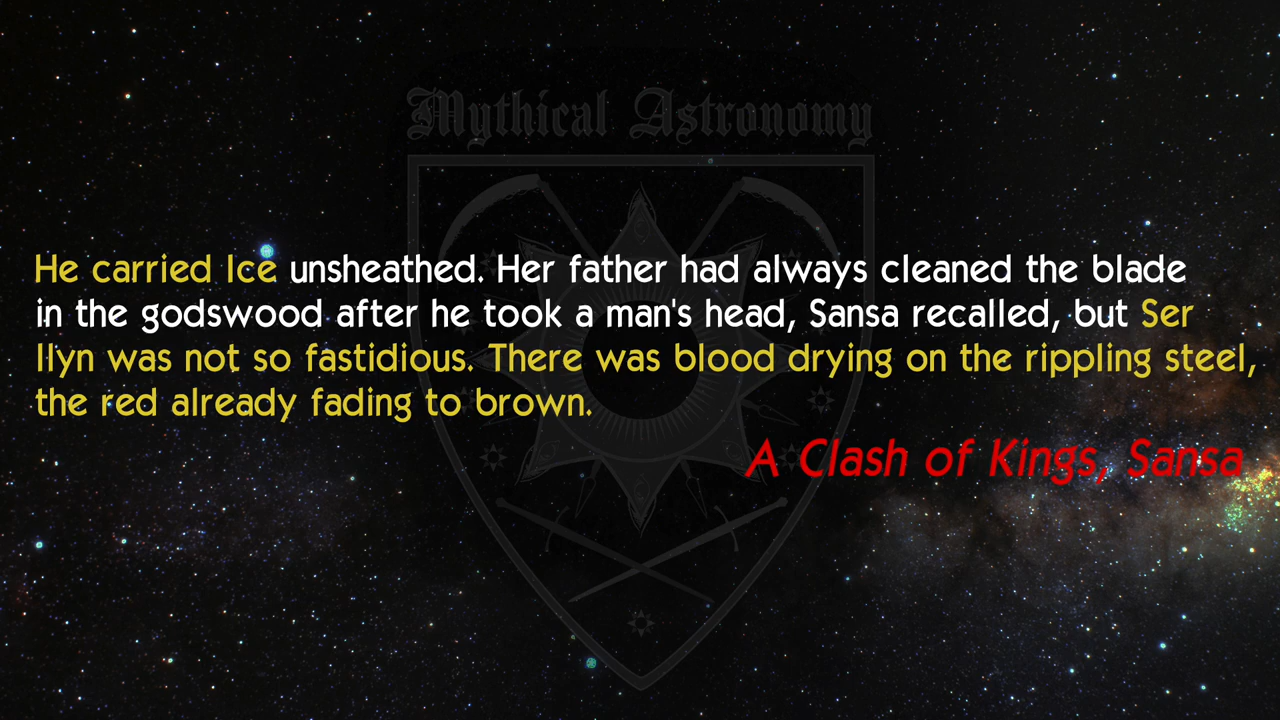 Mythical Astronomy
He carried Ice unsheathed. Her father had always cleaned the blade
in the godswood after he took a man's head, Sansa recalled, but Ser
Ilyn was not so fastidious. There was blood drying on the rippling steel,
the red already fading to brown.
A Clash of Kings, Sansa